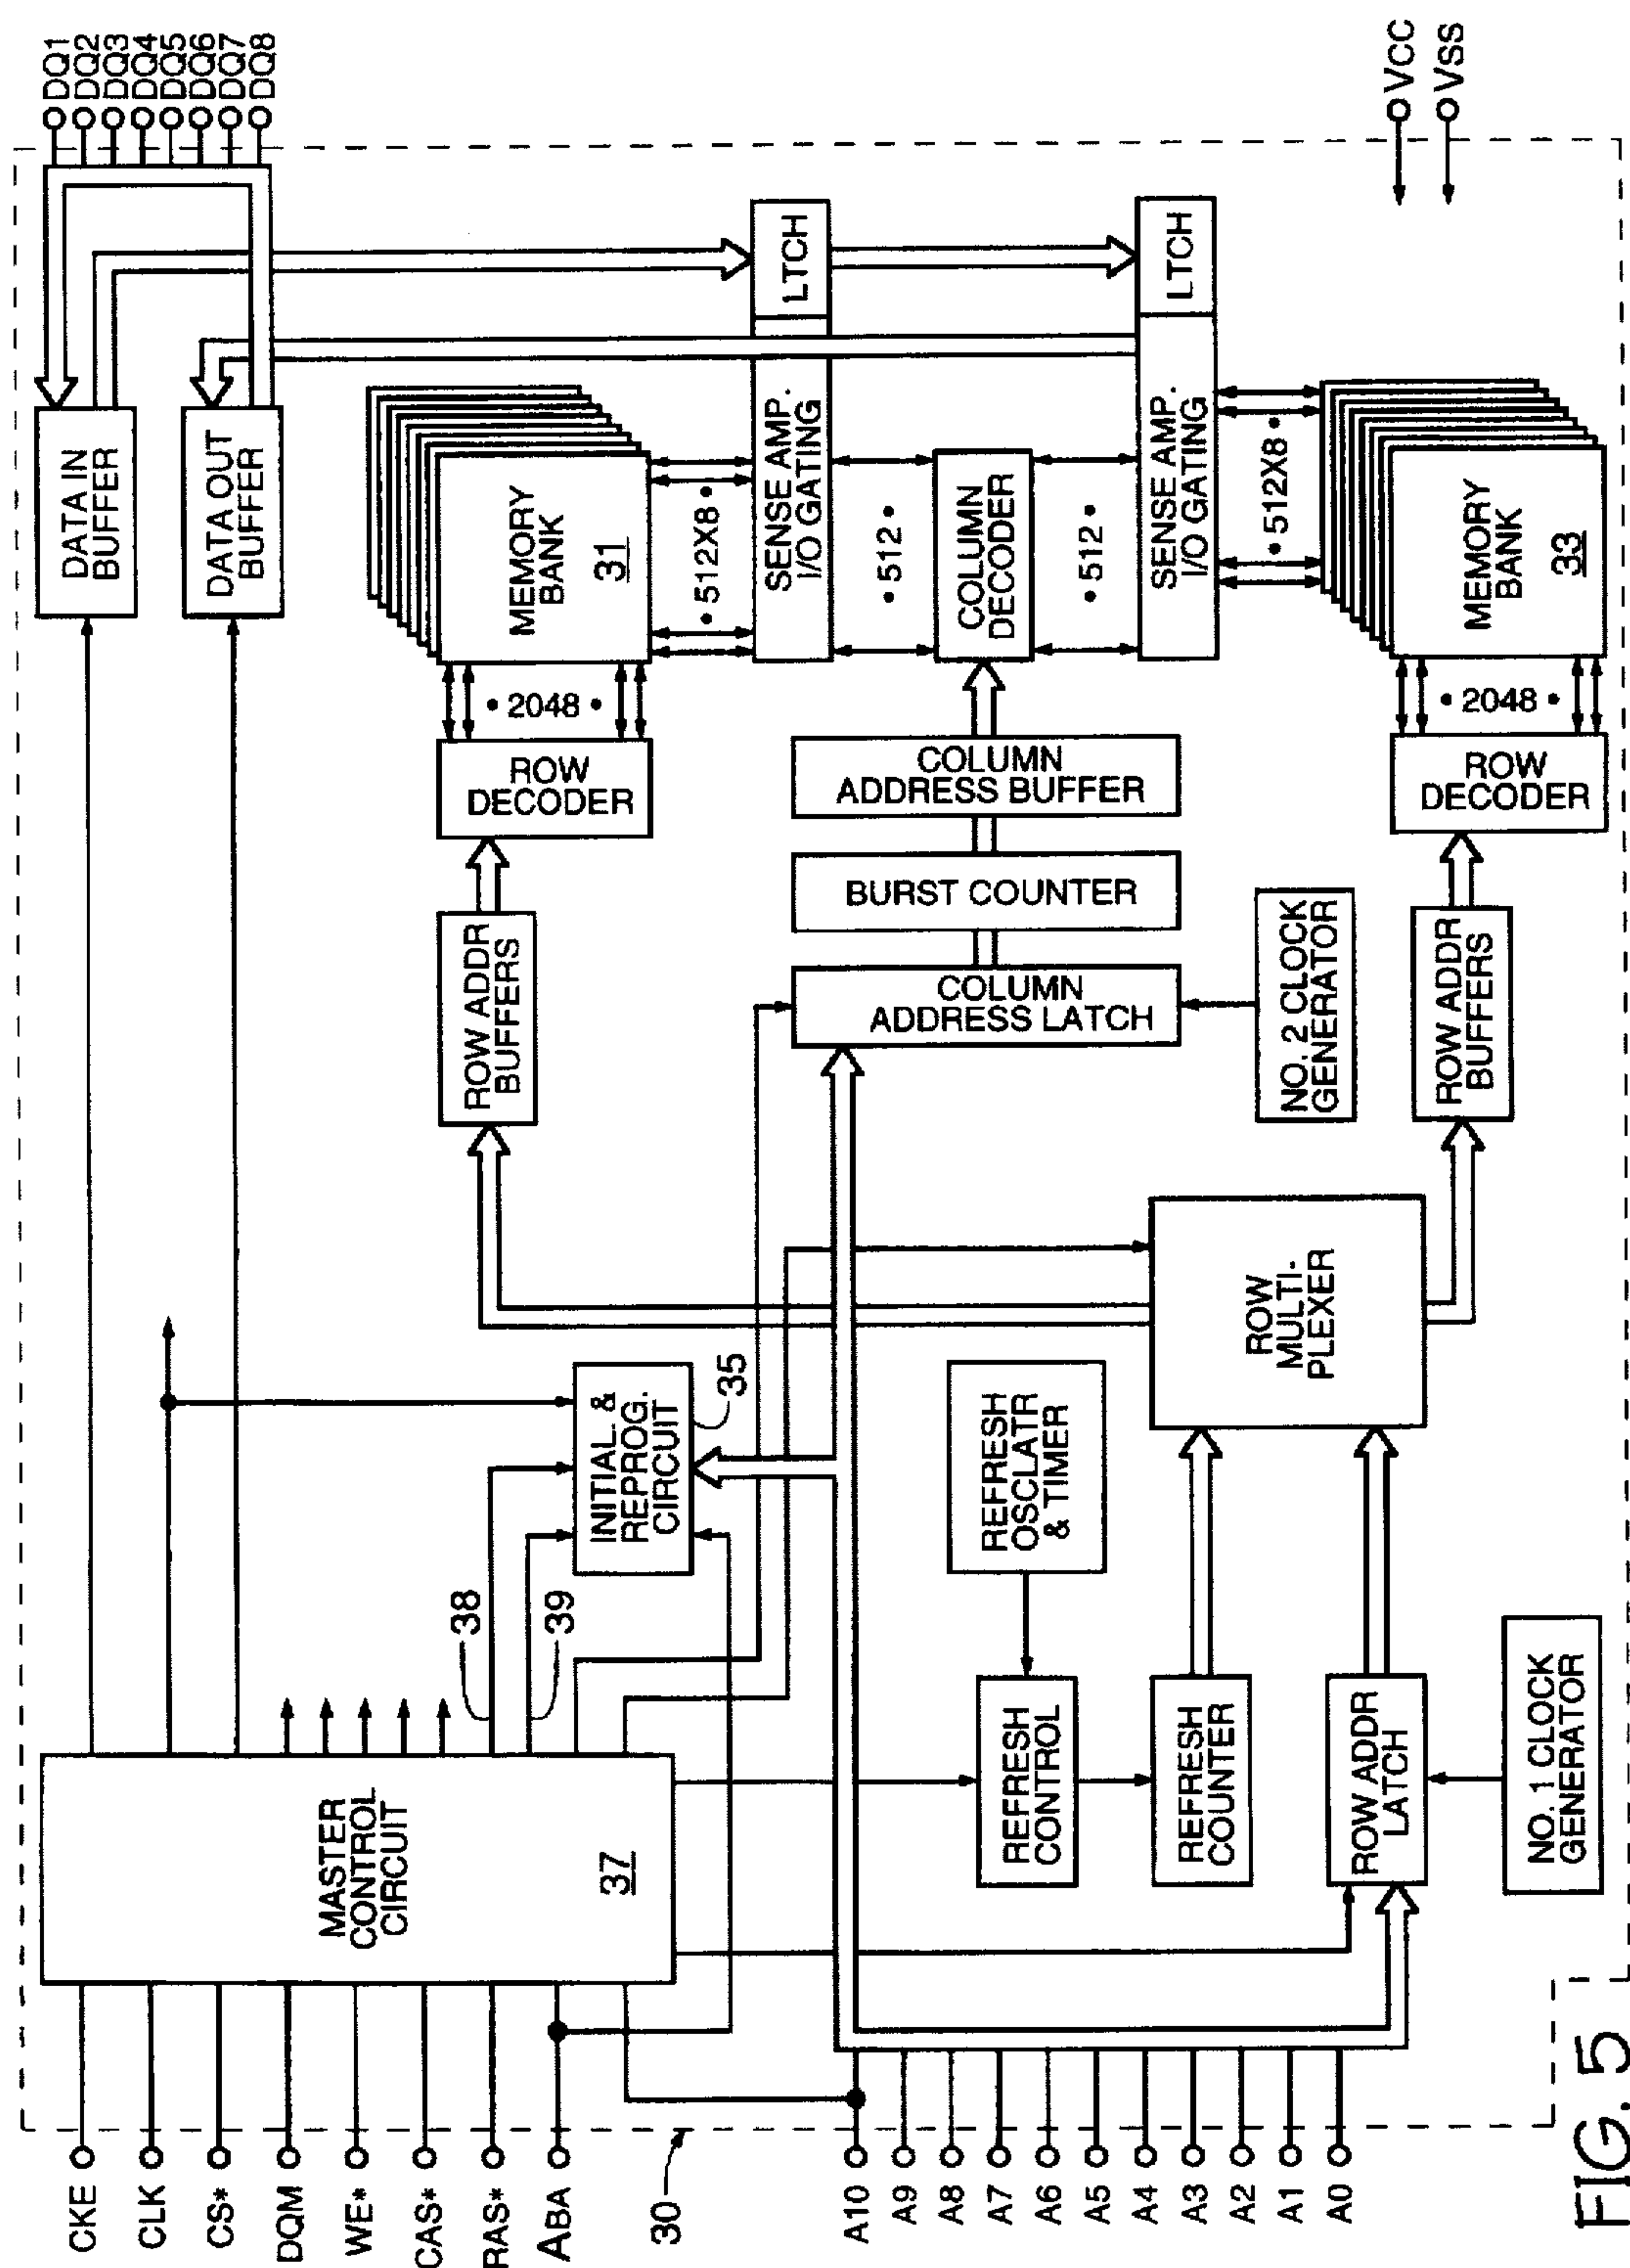 CKE
CLK
CS*
DQM
WE*
CAS*
RAS*
ABA
30
A10
A9
A8
A7
A6
A5
A4
A3
A2
A1
A0
MASTER
CONTROL
CIRCUIT
37
38
39
INITIAL. &
REPROG.
CIRCUIT
35
REFRESH
OSCLATR
& TIMER
REFRESH
CONTROL
REFRESH
COUNTER
ROW ADDR
LATCH
NO. 1 CLOCK
GENERATOR
ROW
MULTI-
PLEXER
ROW ADDR
BUFFERS
ROW
DECODER
• 2048 •
MEMORY
BANK
31
• 512X8 •
SENSE AMP.
I/O GATING
LTCH
• 512 •
COLUMN
DECODER
• 512 •
SENSE AMP.
I/O GATING
LTCH
• 512X8 •
COLUMN
ADDRESS LATCH
BURST COUNTER
COLUMN
ADDRESS BUFFER
NO. 2 CLOCK
GENERATOR
ROW ADDR
BUFFERS
ROW
DECODER
• 2048 •
MEMORY
BANK
33
DATA IN
BUFFER
DATA OUT
BUFFER
DQ1
DQ2
DQ3
DQ4
DQ5
DQ6
DQ7
DQ8
VCC
VSS
FIG. 5